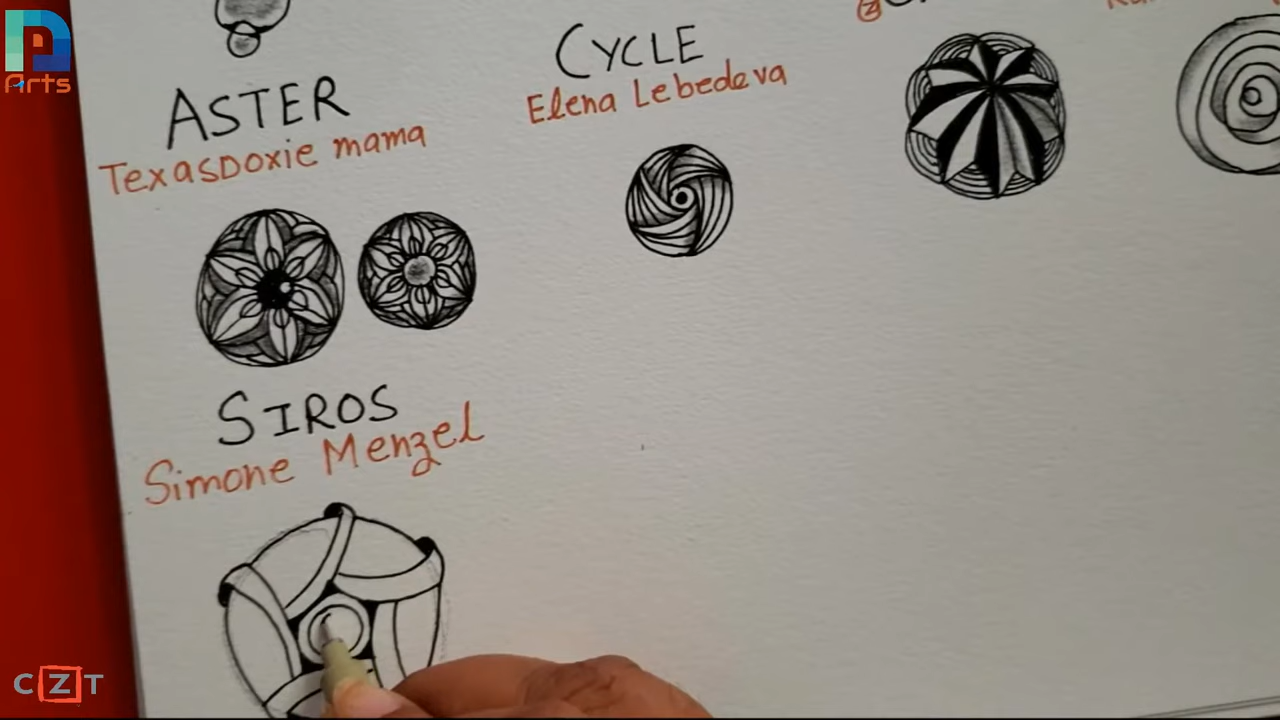 Arts
ASTER
Texasdoxie mama
CYCLE
Elena Lebedeva
SIROS
Simone Menzel
CZT